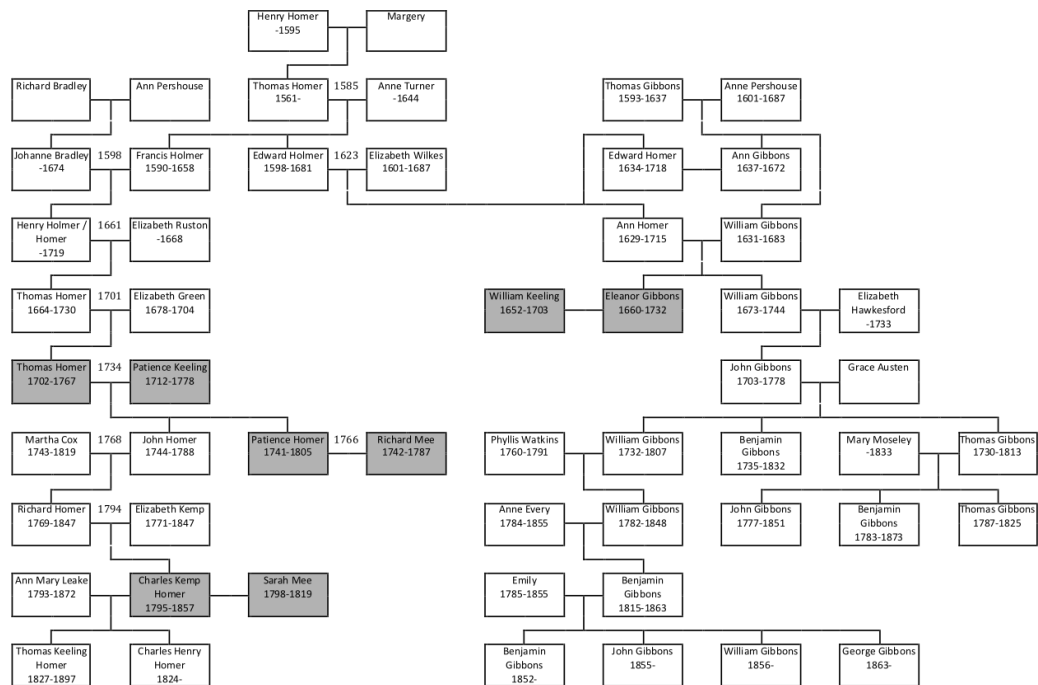 Henry Homer
-1595
Margery
Richard Bradley
Ann Pershouse
Thomas Homer
1561-
1585
Anne Turner
-1644
Thomas Gibbons
1593-1637
Anne Pershouse
1601-1687
Johanne Bradley
-1674
1598
Francis Holmer
1590-1658
Edward Holmer
1598-1681
1623
Elizabeth Wilkes
1601-1687
Edward Homer
1634-1718
Ann Gibbons
1637-1672
Henry Holmer /
Homer
-1719
1661
Elizabeth Ruston
-1668
Ann Homer
1629-1715
William Gibbons
1631-1683
Thomas Homer
1664-1730
1701
Elizabeth Green
1678-1704
William Keeling
1652-1703
Eleanor Gibbons
1660-1732
William Gibbons
1673-1744
Elizabeth
Hawkesford
-1733
Thomas Homer
1702-1767
1734
Patience Keeling
1712-1778
John Gibbons
1703-1778
Grace Austen
Martha Cox
1743-1819
1768
John Homer
1744-1788
Patience Homer
1741-1805
1766
Richard Mee
1742-1787
Phyllis Watkins
1760-1791
William Gibbons
1732-1807
Benjamin
Gibbons
1735-1832
Mary Moseley
-1833
Thomas Gibbons
1730-1813
Richard Homer
1769-1847
1794
Elizabeth Kemp
1771-1847
Anne Every
1784-1855
William Gibbons
1782-1848
John Gibbons
1777-1851
Benjamin
Gibbons
1783-1873
Thomas Gibbons
1787-1825
Ann Mary Leake
1793-1872
Charles Kemp
Homer
1795-1857
Sarah Mee
1798-1819
Emily
1785-1855
Benjamin
Gibbons
1815-1863
Thomas Keeling
Homer
1827-1897
Charles Henry
Homer
1824-
Benjamin
Gibbons
1852-
John Gibbons
1855-
William Gibbons
1856-
George Gibbons
1863-